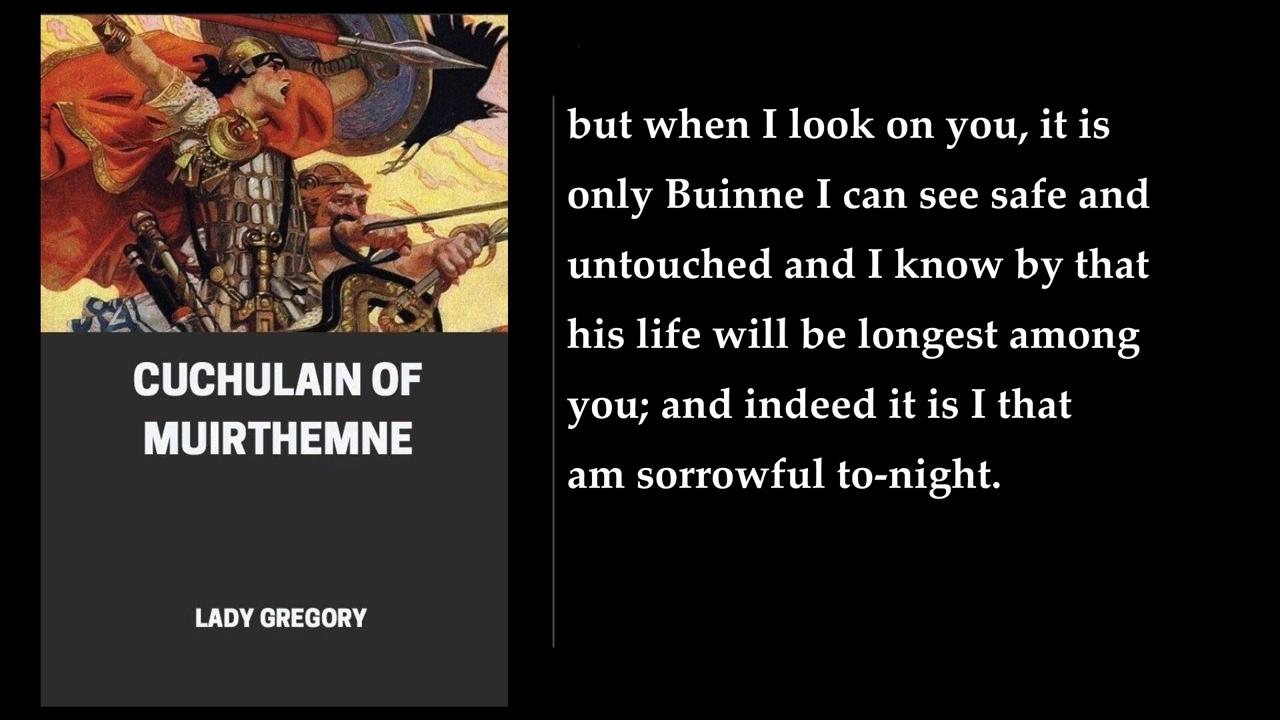 CUCHULAIN OF
MUIRTHEMNE
LADY GREGORY
but when I look on you, it is
only Buinne I can see safe and
untouched and I know by that
his life will be longest among
you; and indeed it is I that
am sorrowful to-night.